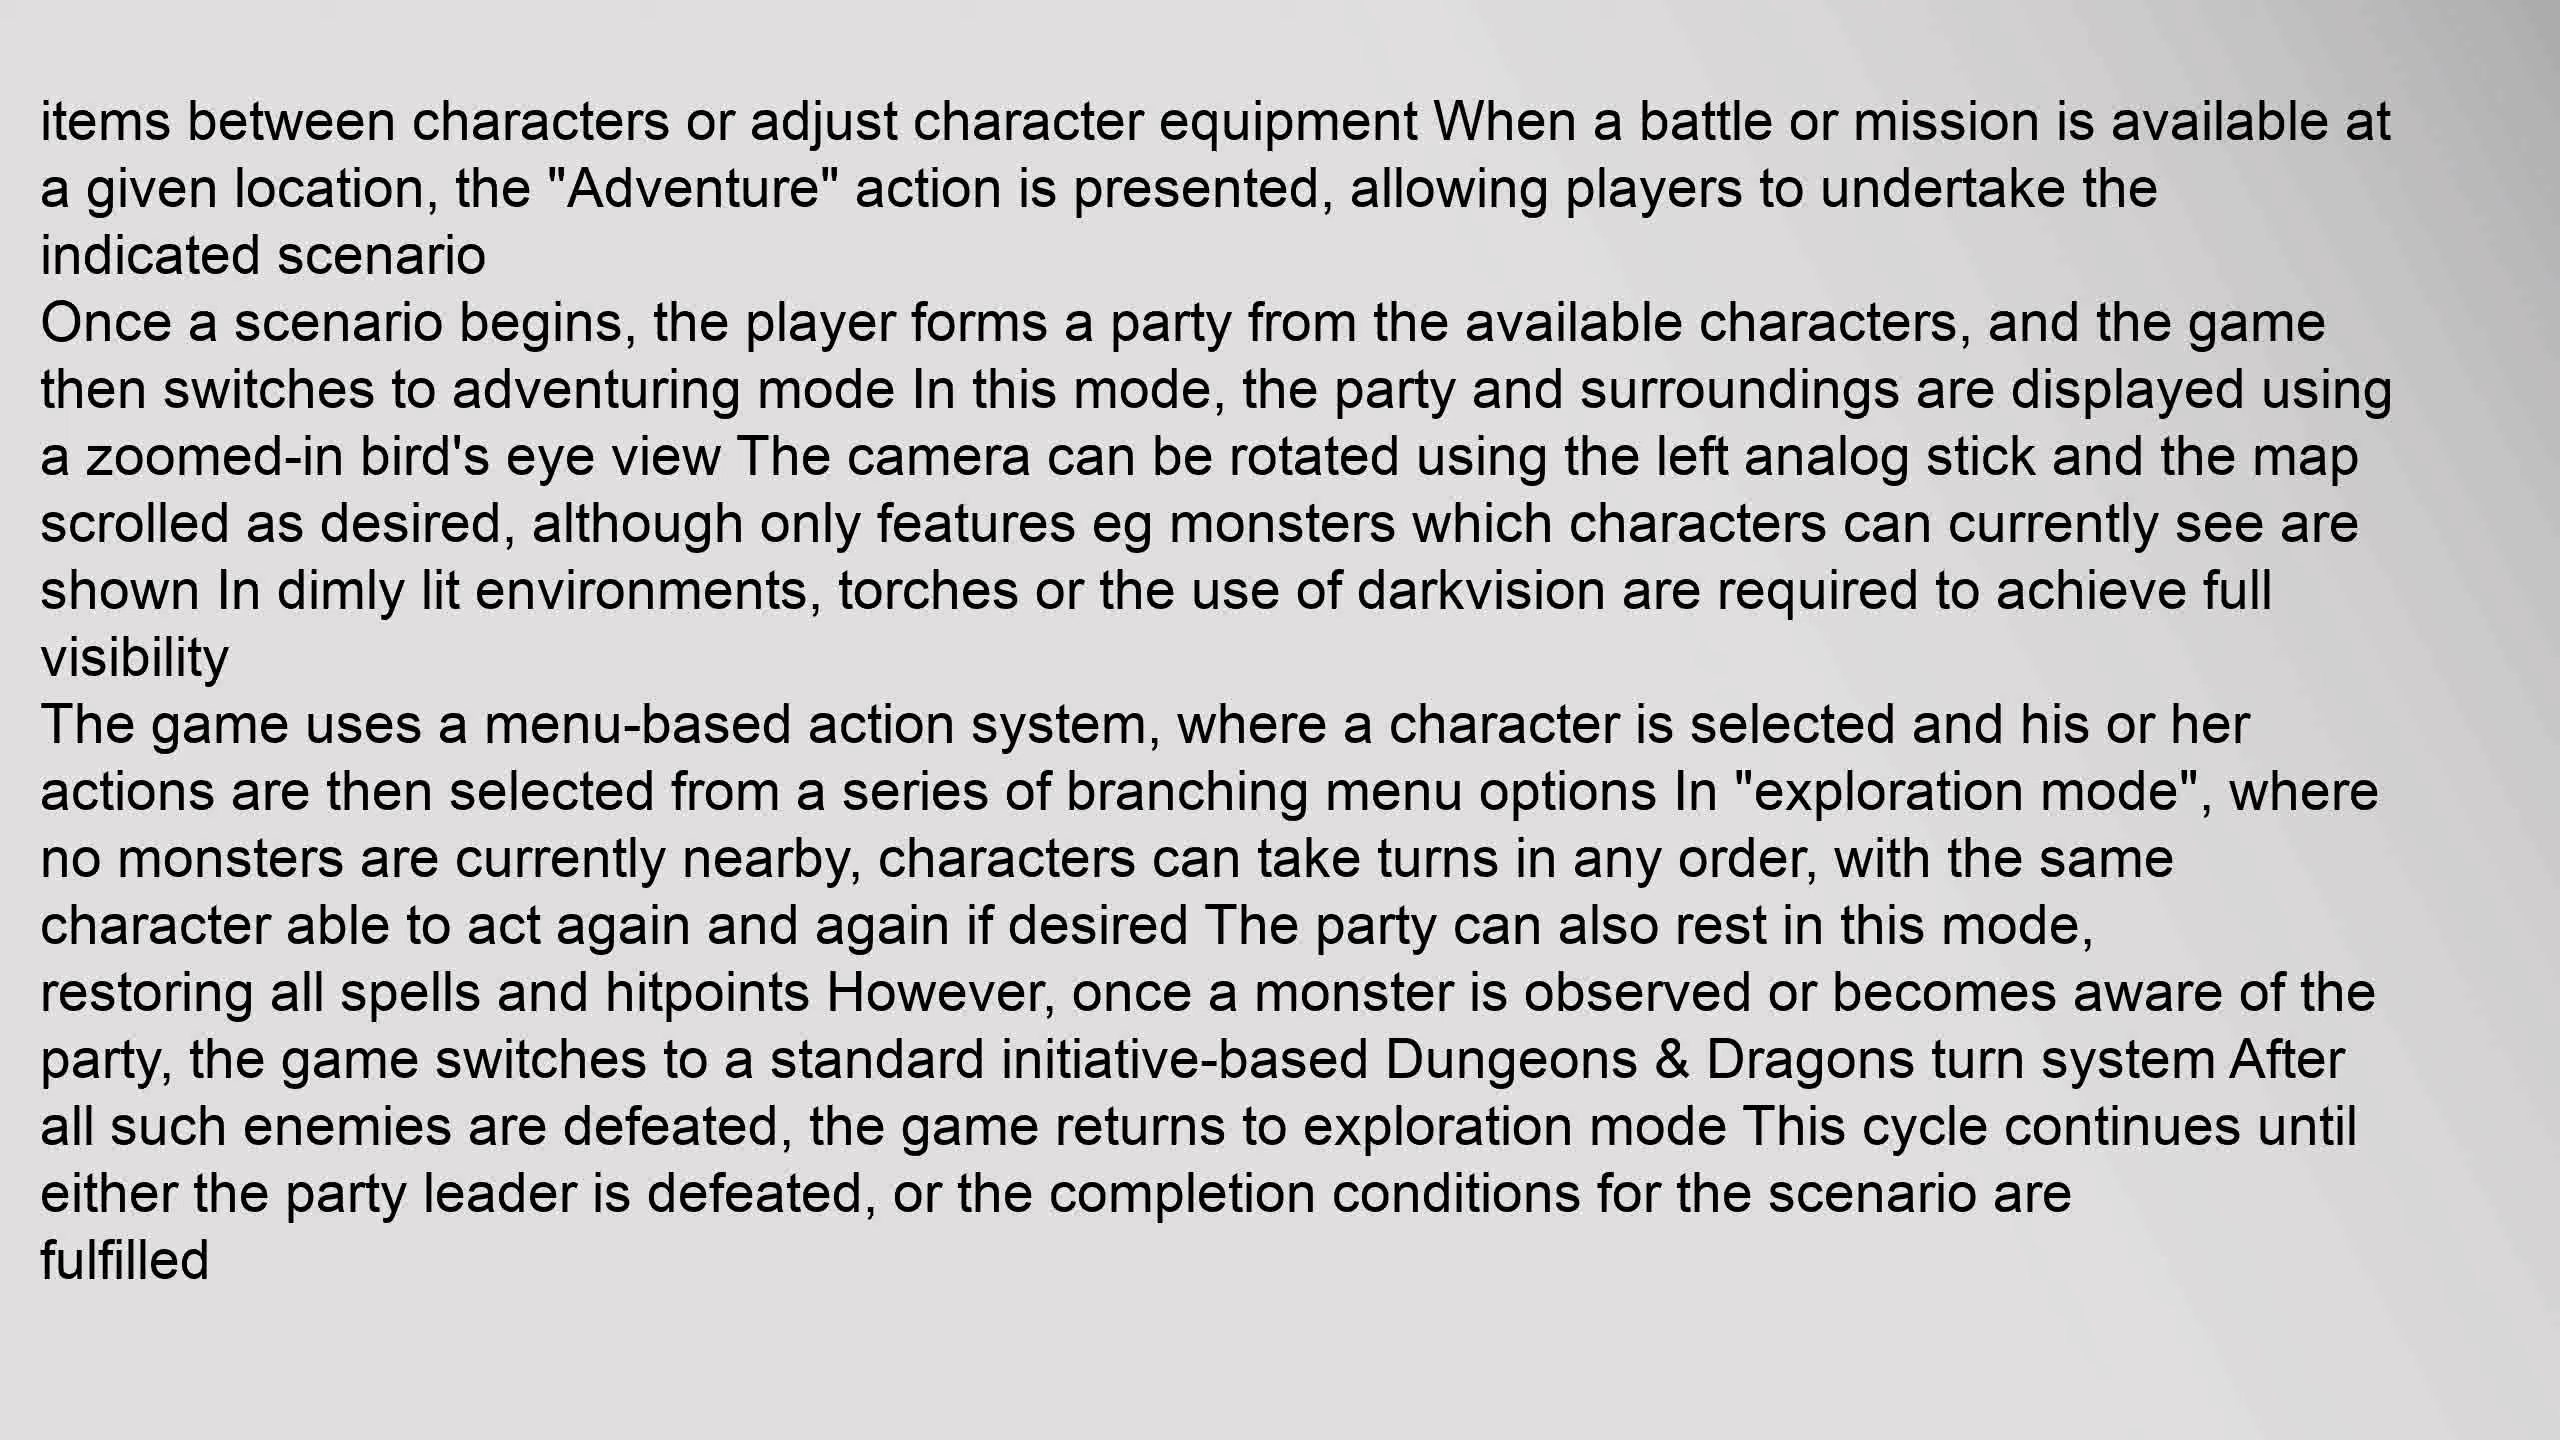 items between characters or adjust character equipment When a battle or mission is available at
a given location, the "Adventure" action is presented, allowing players to undertake the
indicated scenario
Once a scenario begins, the player forms a party from the available characters, and the game
then switches to adventuring mode In this mode, the party and surroundings are displayed using
a zoomed-in bird's eye view The camera can be rotated using the left analog stick and the map
scrolled as desired, although only features eg monsters which characters can currently see are
shown In dimly lit environments, torches or the use of darkvision are required to achieve full
visibility
The game uses a menu-based action system, where a character is selected and his or her
actions are then selected from a series of branching menu options In "exploration mode", where
no monsters are currently nearby, characters can take turns in any order, with the same
character able to act again and again if desired The party can also rest in this mode,
restoring all spells and hitpoints However, once a monster is observed or becomes aware of the
party, the game switches to a standard initiative-based Dungeons & Dragons turn system After
all such enemies are defeated, the game returns to exploration mode This cycle continues until
either the party leader is defeated, or the completion conditions for the scenario are
fulfilled